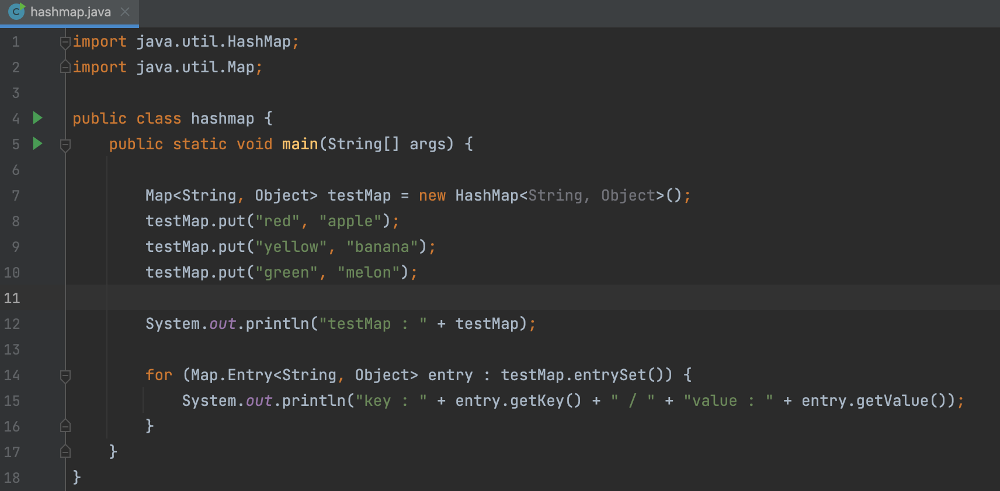 hashmap.java
1 import java.util.HashMap;
2 import java.util.Map;
3
4 public class hashmap {
5     public static void main(String[] args) {
6
7         Map<String, Object> testMap = new HashMap<String, Object>();
8         testMap.put("red", "apple");
9         testMap.put("yellow", "banana");
10         testMap.put("green", "melon");
11
12         System.out.println("testMap : " + testMap);
13
14         for (Map.Entry<String, Object> entry : testMap.entrySet()) {
15             System.out.println("key : " + entry.getKey() + " / " + "value : " + entry.getValue());
16         }
17     }
18 }